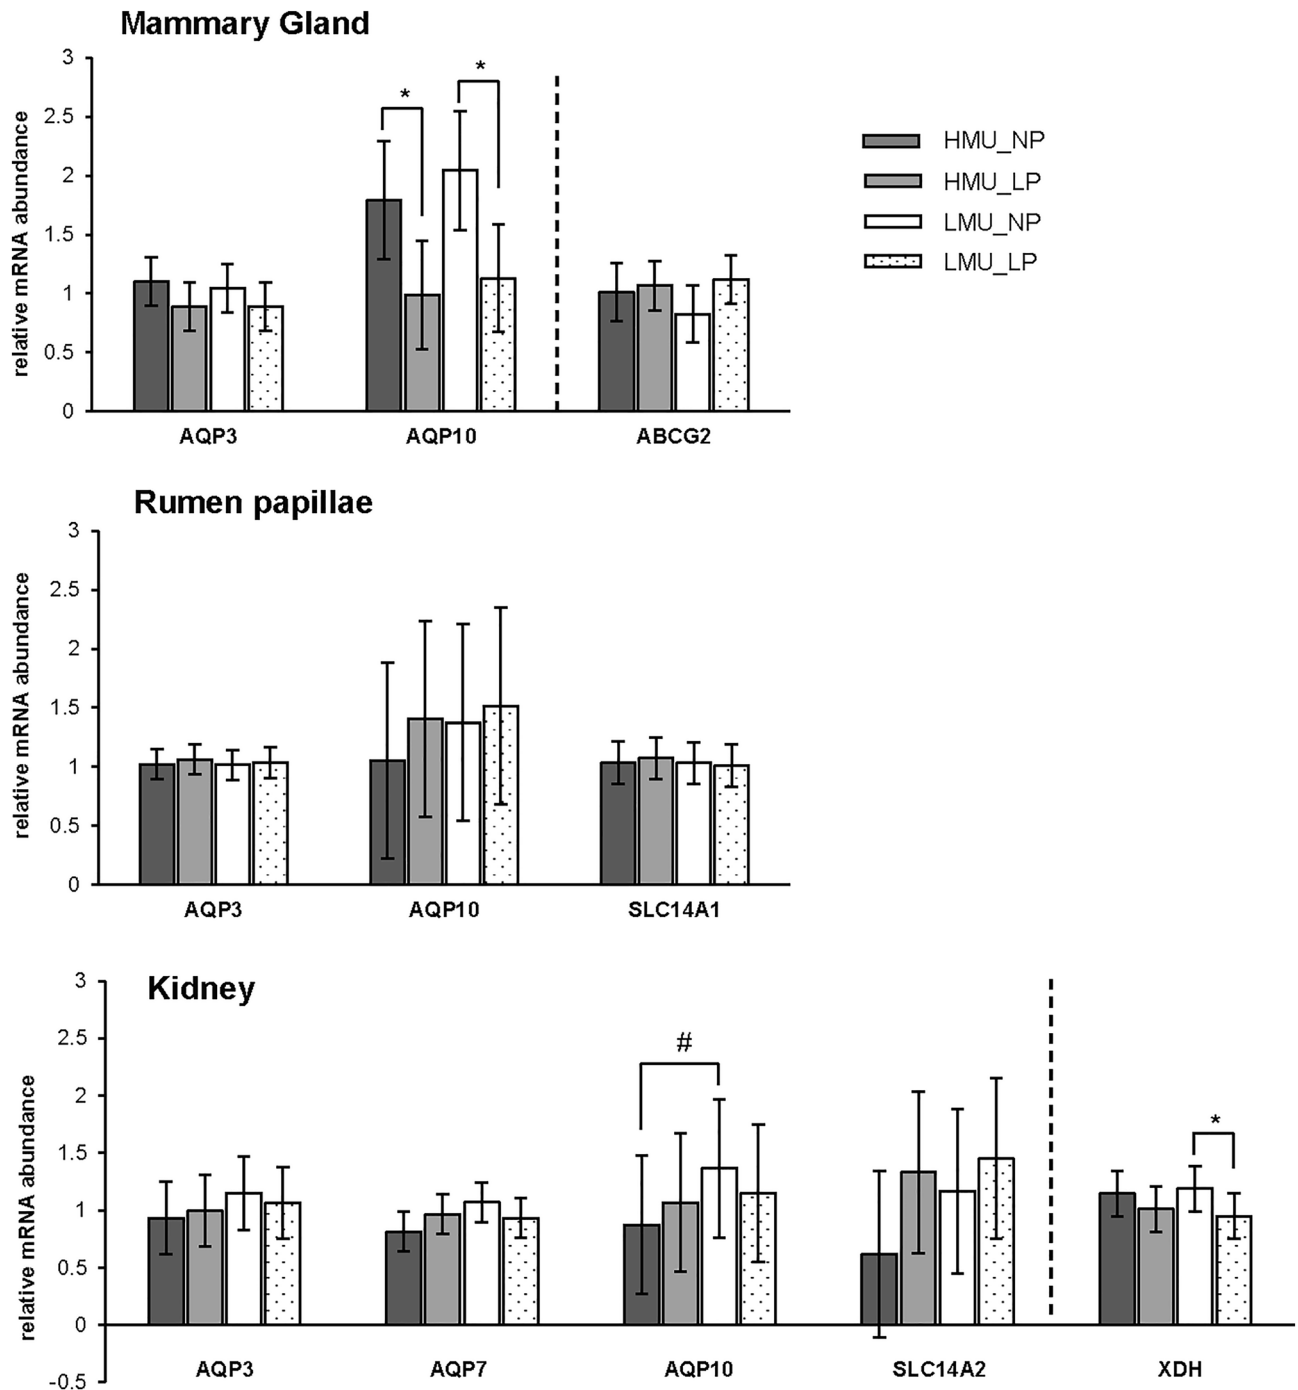 Mammary Gland
relative mRNA abundance
3
2.5
2
1.5
1
0.5
0
*
*
AQP3
AQP10
ABCG2
HMU_NP
HMU_LP
LMU_NP
LMU_LP
Rumen papillae
relative mRNA abundance
3
2.5
2
1.5
1
0.5
0
AQP3
AQP10
SLC14A1
Kidney
relative mRNA abundance
3
2.5
2
1.5
1
0.5
0
-0.5
#
*
AQP3
AQP7
AQP10
SLC14A2
XDH